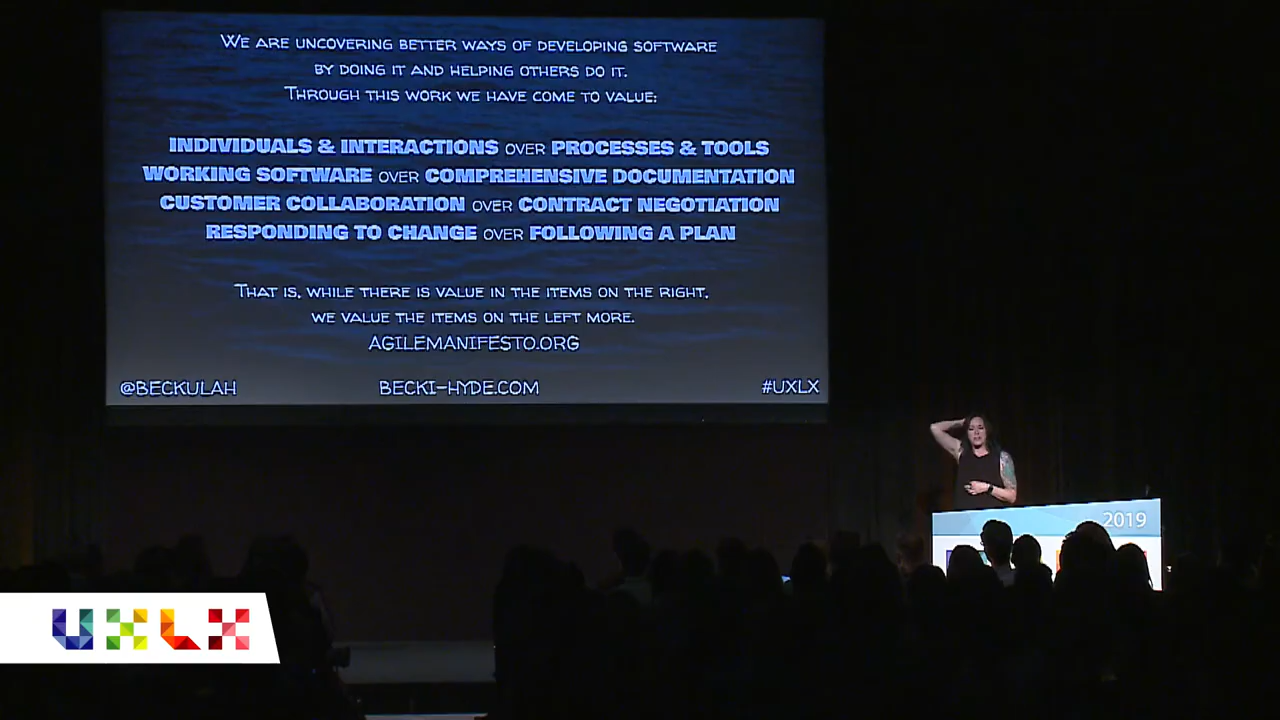 WE ARE UNCOVERING BETTER WAYS OF DEVELOPING SOFTWARE
BY DOING IT AND HELPING OTHERS DO IT.
THROUGH THIS WORK WE HAVE COME TO VALUE:
INDIVIDUALS & INTERACTIONS OVER PROCESSES & TOOLS
WORKING SOFTWARE OVER COMPREHENSIVE DOCUMENTATION
CUSTOMER COLLABORATION OVER CONTRACT NEGOTIATION
RESPONDING TO CHANGE OVER FOLLOWING A PLAN
THAT IS, WHILE THERE IS VALUE IN THE ITEMS ON THE RIGHT,
WE VALUE THE ITEMS ON THE LEFT MORE.
AGILEMANIFESTO.ORG
@BECKULAH BECKI-HYDE.COM #UXLX
2019
UXLX